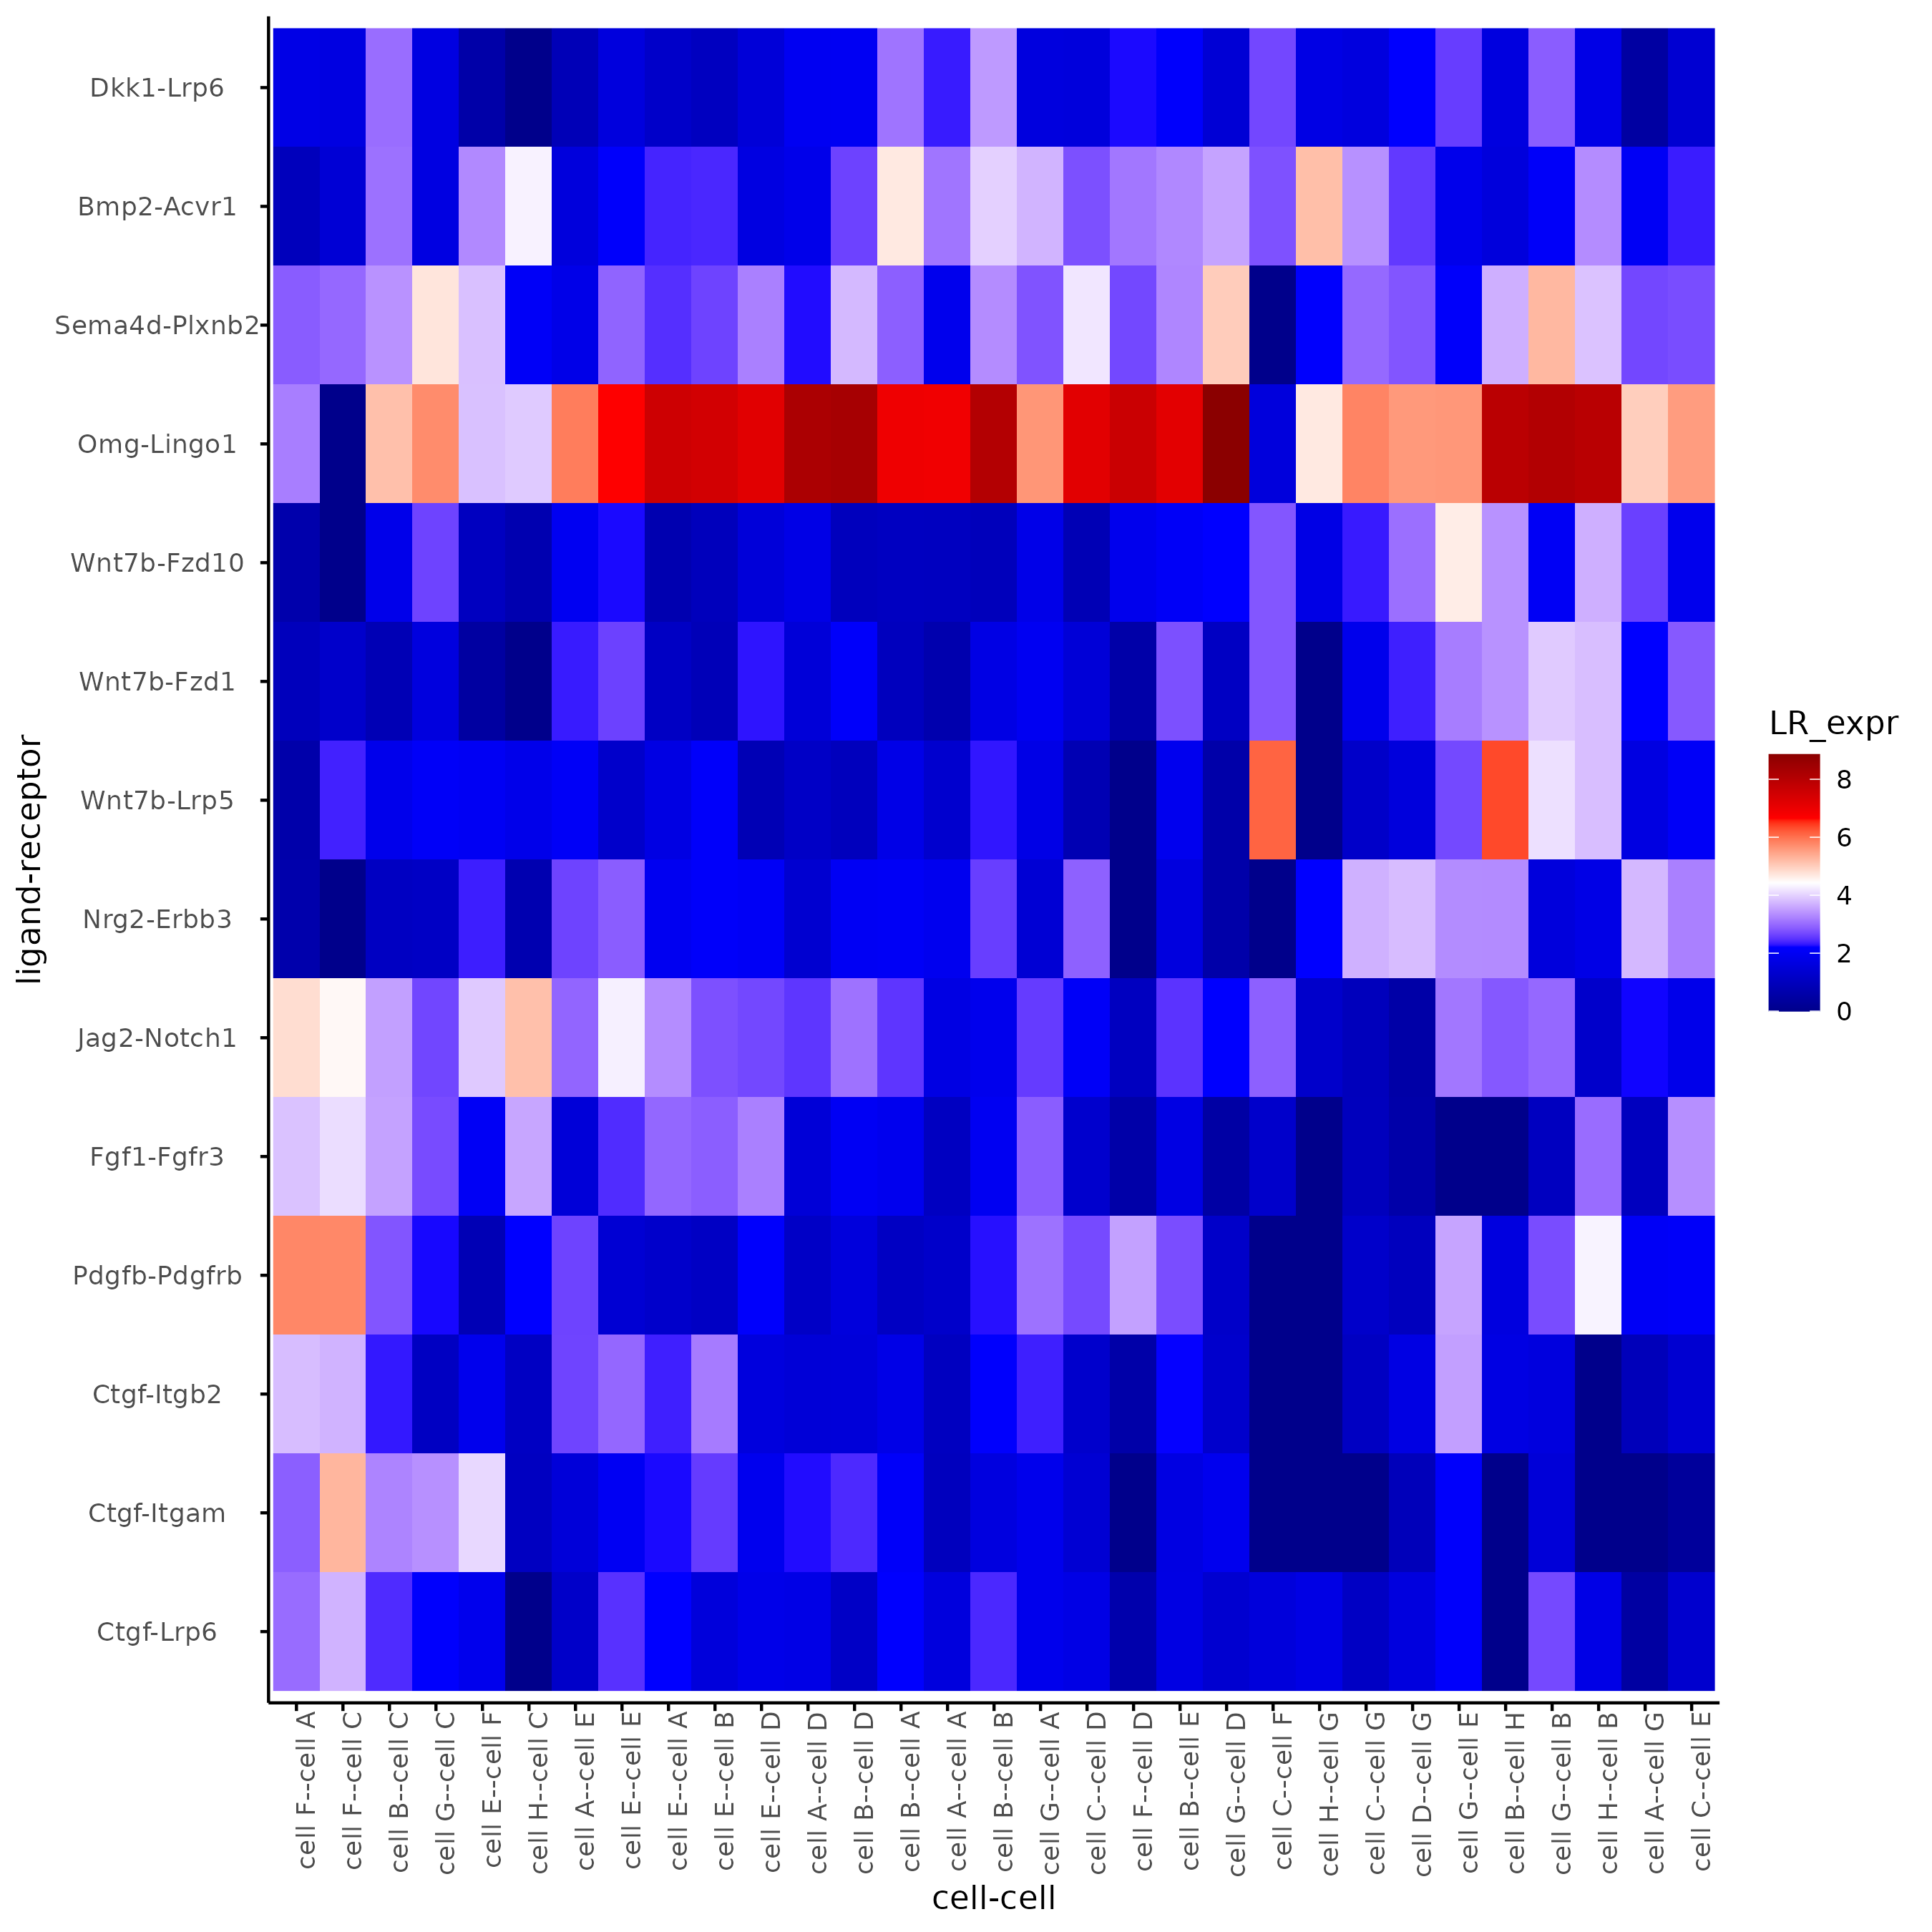 Dkk1-Lrp6
Bmp2-Acvr1
Sema4d-Plxnb2
Omg-Lingo1
Wnt7b-Fzd10
Wnt7b-Fzd1
Wnt7b-Lrp5
Nrg2-Erbb3
Jag2-Notch1
Fgf1-Fgfr3
Pdgfb-Pdgfrb
Ctgf-Itgb2
Ctgf-Itgam
Ctgf-Lrp6
ligand-receptor
cell F--cell A
cell F--cell C
cell B--cell C
cell G--cell C
cell E--cell F
cell H--cell C
cell A--cell E
cell E--cell E
cell E--cell A
cell E--cell B
cell E--cell D
cell A--cell D
cell B--cell D
cell B--cell A
cell A--cell A
cell B--cell B
cell G--cell A
cell C--cell D
cell F--cell D
cell B--cell E
cell G--cell D
cell C--cell F
cell H--cell G
cell C--cell G
cell D--cell G
cell G--cell E
cell B--cell H
cell G--cell B
cell H--cell B
cell A--cell G
cell C--cell E
cell-cell
LR_expr
8
6
4
2
0